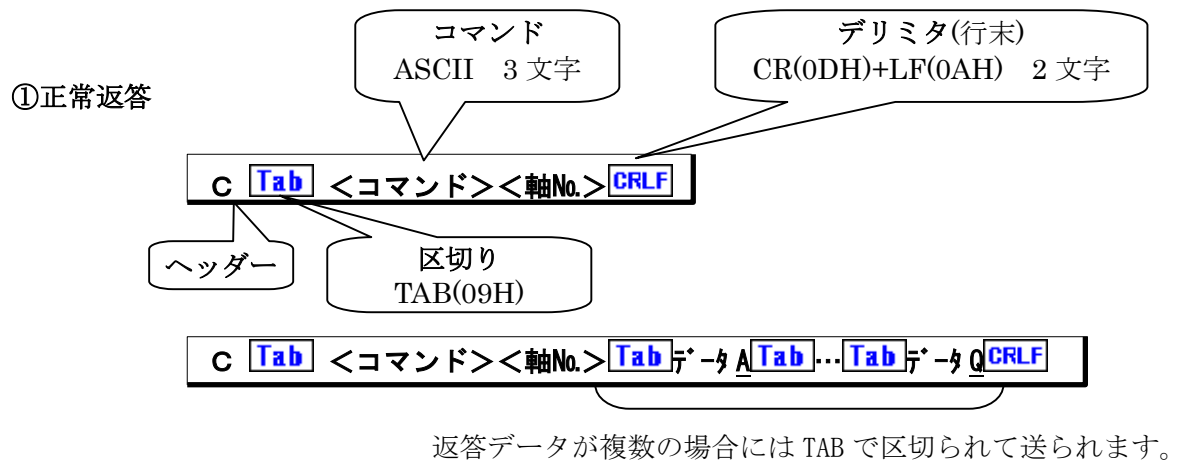 コマンド
ASCII 3文字
デリミタ(行末)
CR(0DH)+LF(0AH) 2文字
①正常返答
C Tab <コマンド><軸№.>CRLF
ヘッダー
区切り
TAB(09H)
C Tab <コマンド><軸№.>Tabデータ ATab…Tabデータ QCRLF
返答データが複数の場合には TAB で区切られて送られます。